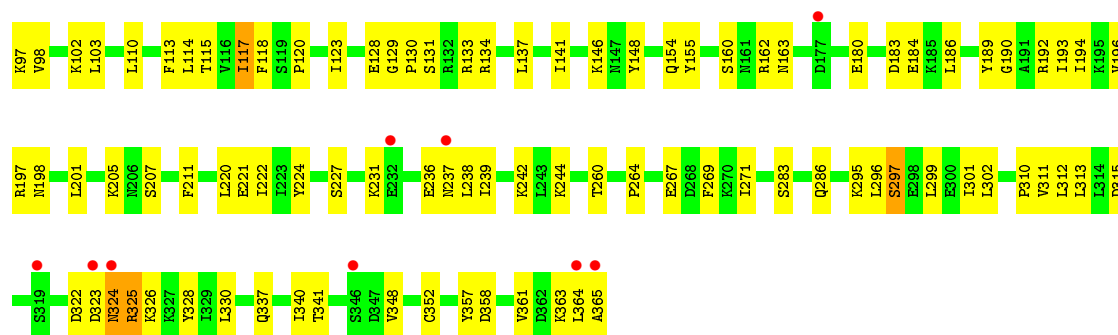 K97 V98 K102 L103 L110 F113 L114 T115 V116 I117 F118 S119 P120 I123 E128 G129 P130 S131 R132 R133 R134 L137 I141 K146 N147 Y148 Q154 Y155 S160 N161 R162 N163 D177 E180 D183 E184 K185 L186 Y189 G190 A191 R192 I193 I194 K195 V196
R197 N198 L201 K205 N206 S207 F211 L220 E221 I222 I223 Y224 S227 K231 E232 E236 N237 L238 I239 K242 L243 K244 T260 P264 E267 D268 F269 K270 I271 S283 Q286 K295 L296 S297 E298 L299 E300 I301 L302 P310 V311 L312 L313 L314 D315
S319 D322 D323 N324 R325 K326 K327 Y328 I329 L330 Q337 I340 T341 S346 D347 V348 C352 Y357 D358 V361 D362 K363 L364 A365